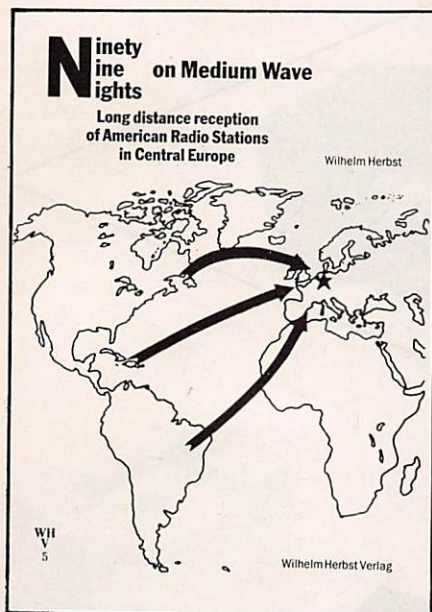 Ninety
Nine on Medium Wave
Nights
Long distance reception
of American Radio Stations
in Central Europe
Wilhelm Herbst
WH
V
5
Wilhelm Herbst Verlag